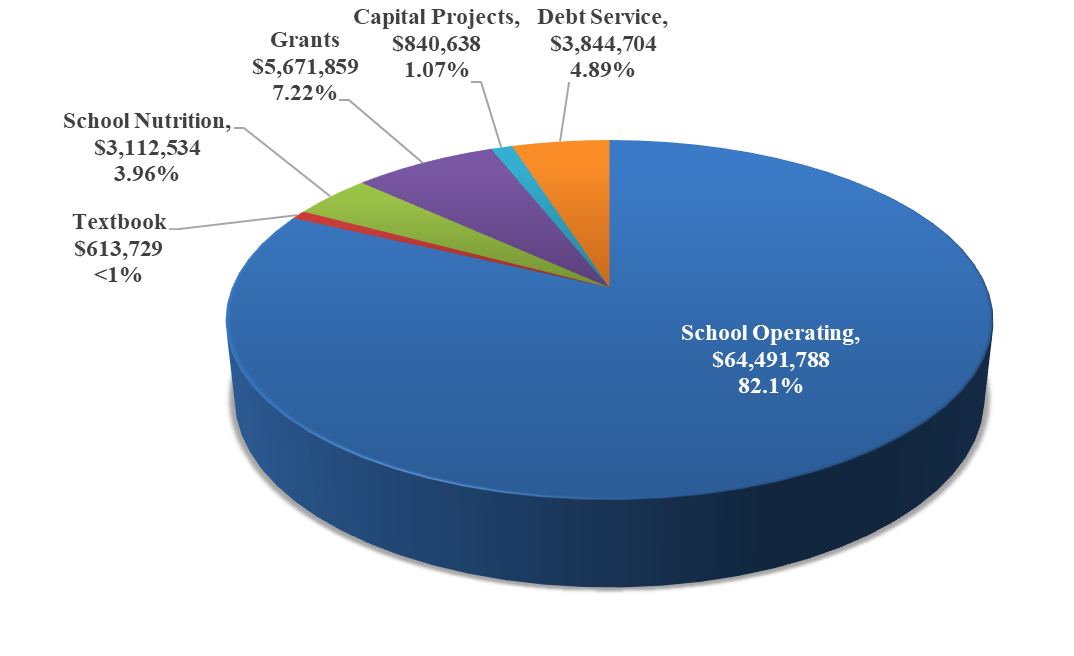 Capital Projects,
$840,638
1.07%
Debt Service,
$3,844,704
4.89%
Grants
$5,671,859
7.22%
School Nutrition,
$3,112,534
3.96%
Textbook
$613,729
<1%
School Operating,
$64,491,788
82.1%